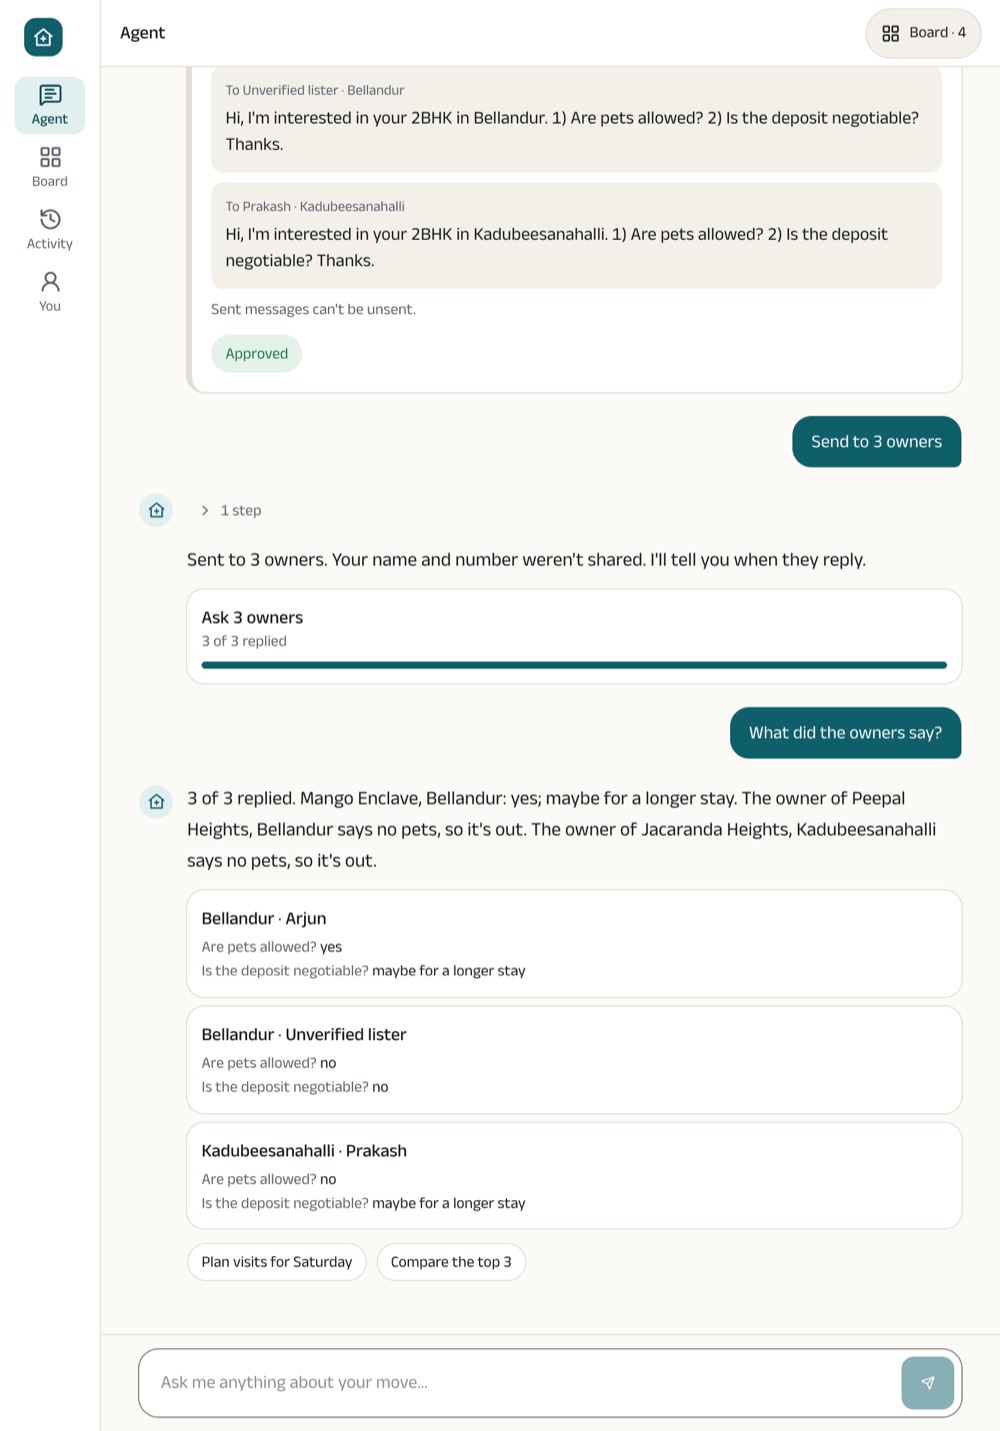 Agent
Board · 4
Agent
Board
Activity
You
To Unverified lister · Bellandur
Hi, I'm interested in your 2BHK in Bellandur. 1) Are pets allowed? 2) Is the deposit negotiable?
Thanks.
To Prakash · Kadubeesanahalli
Hi, I'm interested in your 2BHK in Kadubeesanahalli. 1) Are pets allowed? 2) Is the deposit
negotiable? Thanks.
Sent messages can't be unsent.
Approved
Send to 3 owners
1 step
Sent to 3 owners. Your name and number weren't shared. I'll tell you when they reply.
Ask 3 owners
3 of 3 replied
What did the owners say?
3 of 3 replied. Mango Enclave, Bellandur: yes; maybe for a longer stay. The owner of Peepal
Heights, Bellandur says no pets, so it's out. The owner of Jacaranda Heights, Kadubeesanahalli
says no pets, so it's out.
Bellandur · Arjun
Are pets allowed? yes
Is the deposit negotiable? maybe for a longer stay
Bellandur · Unverified lister
Are pets allowed? no
Is the deposit negotiable? no
Kadubeesanahalli · Prakash
Are pets allowed? no
Is the deposit negotiable? maybe for a longer stay
Plan visits for Saturday
Compare the top 3
Ask me anything about your move...